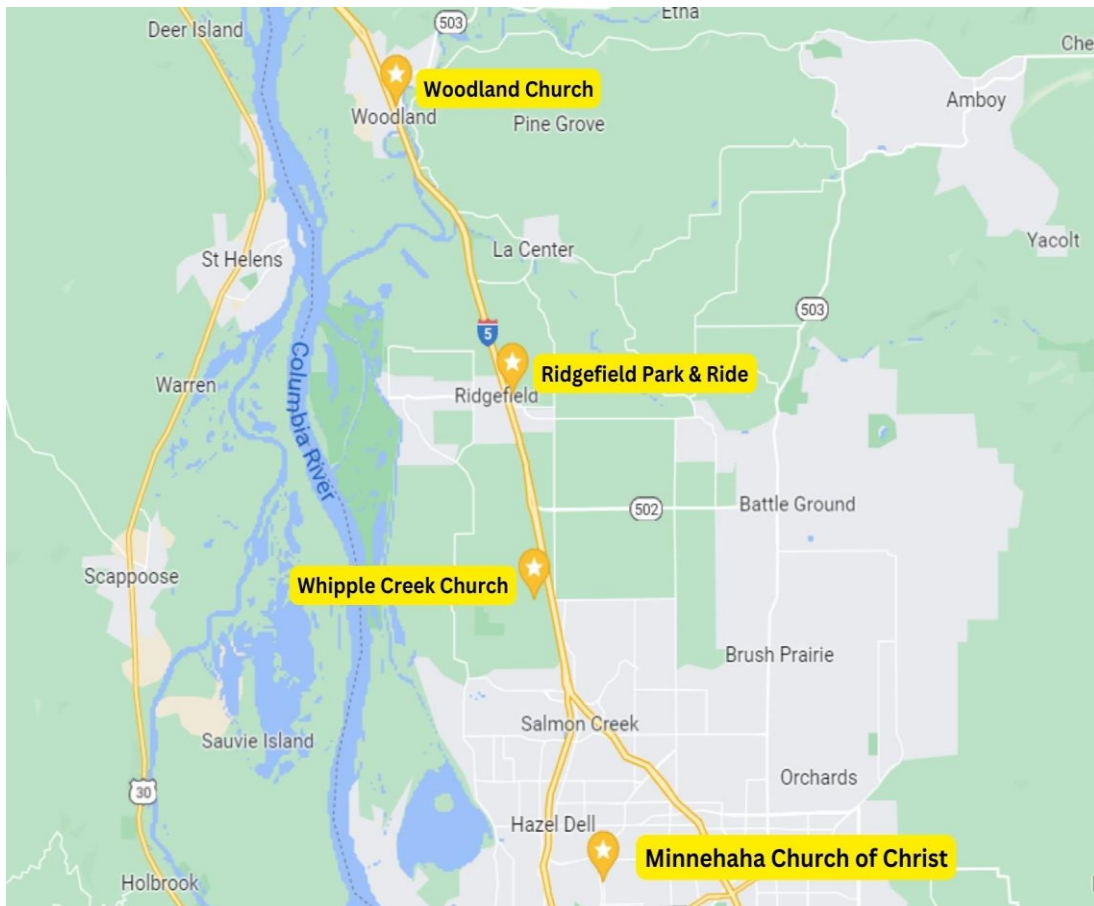 Etna
503
Deer Island
Che
Woodland Church
Amboy
Woodland
Pine Grove
Yacolt
La Center
St Helens
503
5
Ridgefield Park & Ride
Warren
Ridgefield
Columbia River
Battle Ground
502
Scappoose
Whipple Creek Church
Brush Prairie
Salmon Creek
Sauvie Island
Orchards
30
Hazel Dell
Minnehaha Church of Christ
Holbrook